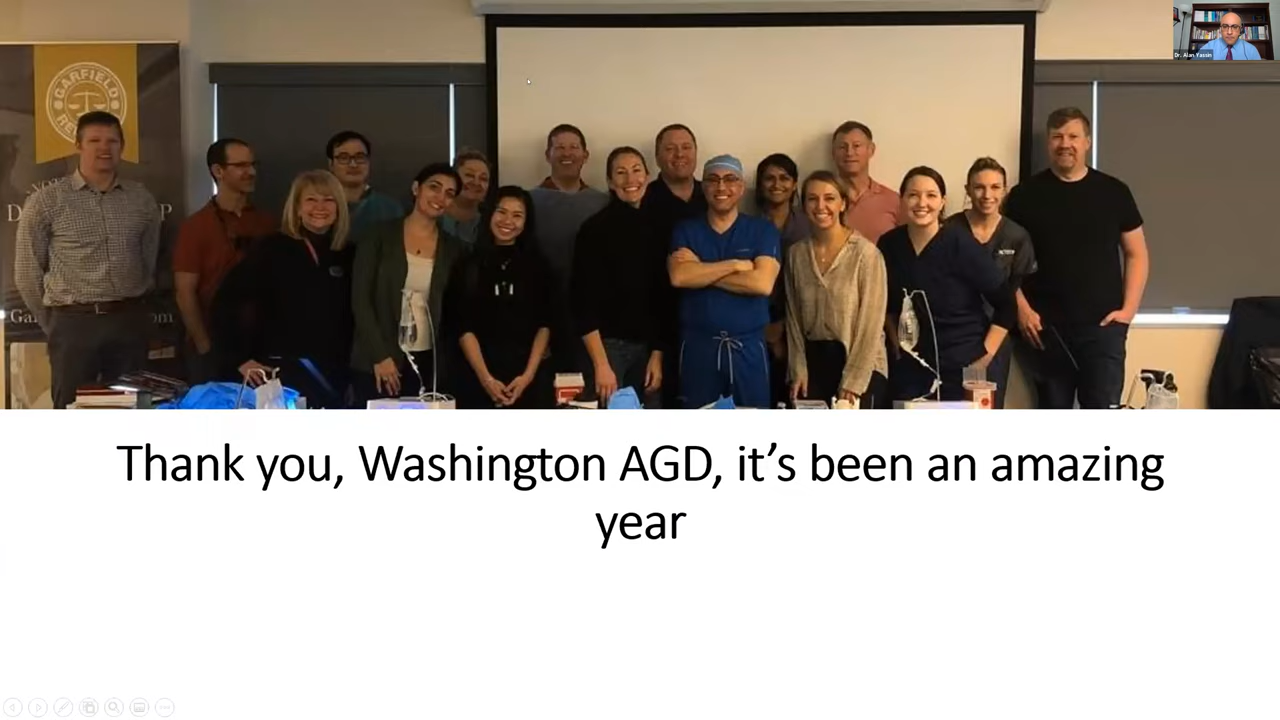 Dr. Alan Yassin
GARFIELD
Thank you, Washington AGD, it's been an amazing
year